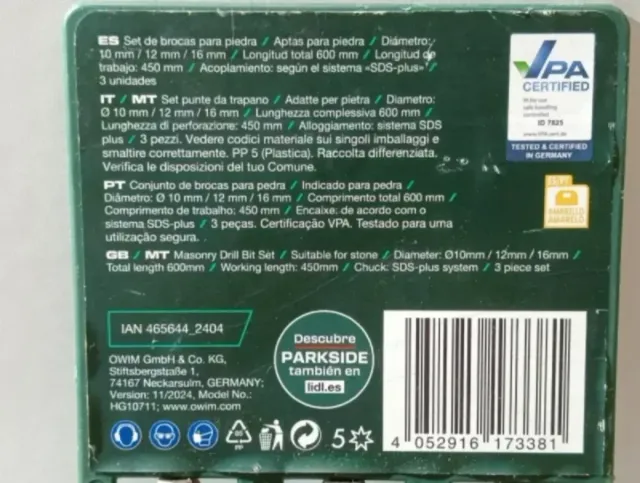 ES Set de brocas para piedra / Aptas para piedra / Diámetro:
10 mm / 12 mm / 16 mm / Longitud total 600 mm / Longitud de
trabajo: 450 mm / Acoplamiento: según el sistema «SDS-plus» /
3 unidades
IT / MT Set punte da trapano / Adatte per pietra / Diametro:
Ø 10 mm / 12 mm / 16 mm / Lunghezza complessiva 600 mm /
Lunghezza di perforazione: 450 mm / Alloggiamento: sistema SDS
plus / 3 pezzi. Vedere codici materiale sui singoli imballaggi e
smaltire correttamente. PP 5 (Plastica). Raccolta differenziata.
Verifica le disposizioni del tuo Comune.
PT Conjunto de brocas para pedra / Indicado para pedra /
Diâmetro: Ø 10 mm / 12 mm / 16 mm / Comprimento total 600 mm /
Comprimento de trabalho: 450 mm / Encaixe: de acordo com o
sistema SDS-plus / 3 peças. Certificação VPA. Testado para uma
utilização segura.
GB / MT Masonry Drill Bit Set / Suitable for stone / Diameter: Ø10mm / 12mm / 16mm /
Total length 600mm / Working length: 450mm / Chuck: SDS-plus system / 3 piece set
VPA
CERTIFIED
safe handling
controlled
ID 7825
TESTED & CERTIFIED
IN GERMANY
AMARILLO
AMARELO
IAN 465644_2404
OWIM GmbH & Co. KG,
Stiftsbergstraße 1,
74167 Neckarsulm, GERMANY;
Version: 11/2024, Model No.:
HG10711; www.owim.com
Descubre
PARKSIDE
también en
lidl.es
PP
5
4 052916 173381